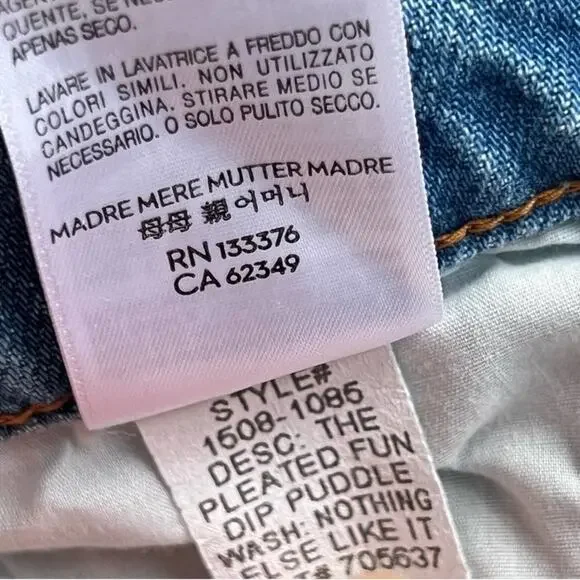 QUENTE, SE NE
APENAS SECO.
LAVARE IN LAVATRICE A FREDDO CON
COLORI SIMILI. NON UTILIZZATO
CANDEGGINA. STIRARE MEDIO SE
NECESSARIO. O SOLO PULITO SECCO.
MADRE MERE MUTTER MADRE
母母 親 어머니
RN 133376
CA 62349
STYLE#
1508-1085
DESC: THE
PLEATED FUN
DIP PUDDLE
WASH: NOTHING
ELSE LIKE IT
705637